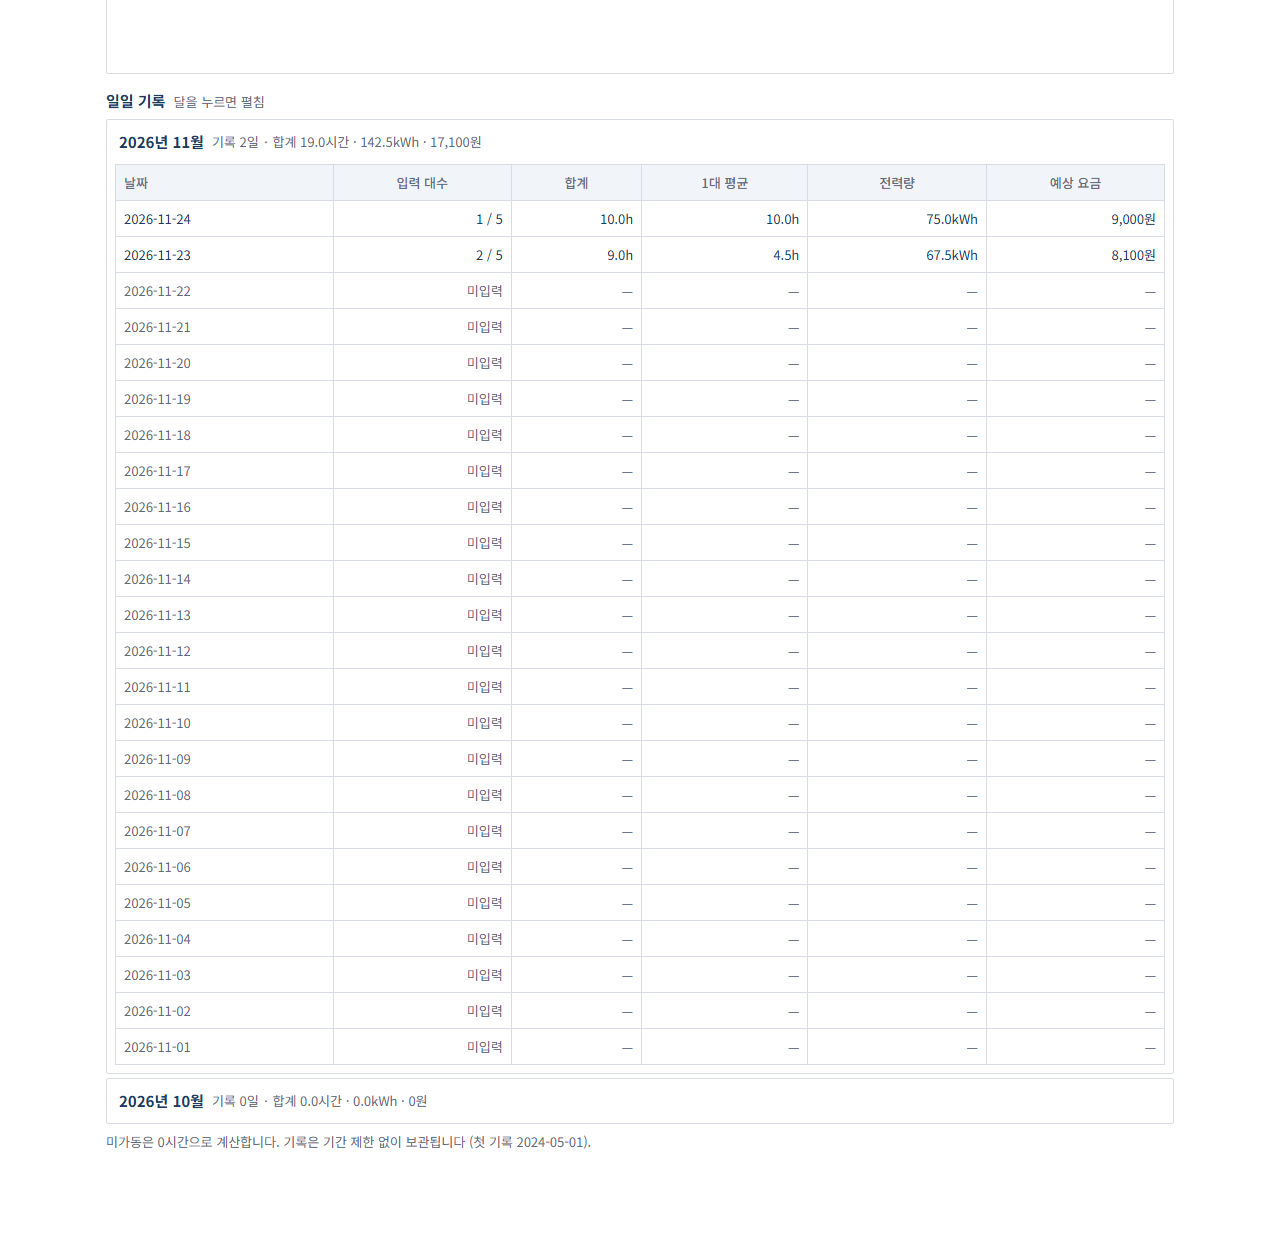 일일 기록 달을 누르면 펼침
2026년 11월 기록 2일 · 합계 19.0시간 · 142.5kWh · 17,100원
날짜 입력 대수 합계 1대 평균 전력량 예상 요금
2026-11-24 1 / 5 10.0h 10.0h 75.0kWh 9,000원
2026-11-23 2 / 5 9.0h 4.5h 67.5kWh 8,100원
2026-11-22 미입력 — — — —
2026-11-21 미입력 — — — —
2026-11-20 미입력 — — — —
2026-11-19 미입력 — — — —
2026-11-18 미입력 — — — —
2026-11-17 미입력 — — — —
2026-11-16 미입력 — — — —
2026-11-15 미입력 — — — —
2026-11-14 미입력 — — — —
2026-11-13 미입력 — — — —
2026-11-12 미입력 — — — —
2026-11-11 미입력 — — — —
2026-11-10 미입력 — — — —
2026-11-09 미입력 — — — —
2026-11-08 미입력 — — — —
2026-11-07 미입력 — — — —
2026-11-06 미입력 — — — —
2026-11-05 미입력 — — — —
2026-11-04 미입력 — — — —
2026-11-03 미입력 — — — —
2026-11-02 미입력 — — — —
2026-11-01 미입력 — — — —
2026년 10월 기록 0일 · 합계 0.0시간 · 0.0kWh · 0원
미가동은 0시간으로 계산합니다. 기록은 기간 제한 없이 보관됩니다 (첫 기록 2024-05-01).